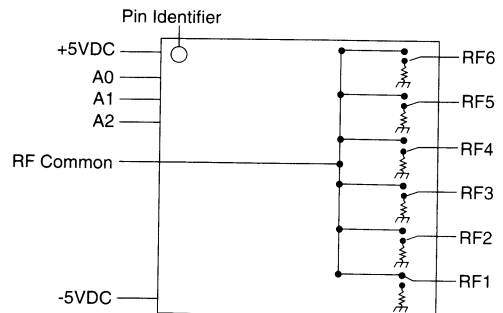 Pin Identifier
+5VDC
A0
A1
A2
RF Common
-5VDC
RF6
RF5
RF4
RF3
RF2
RF1